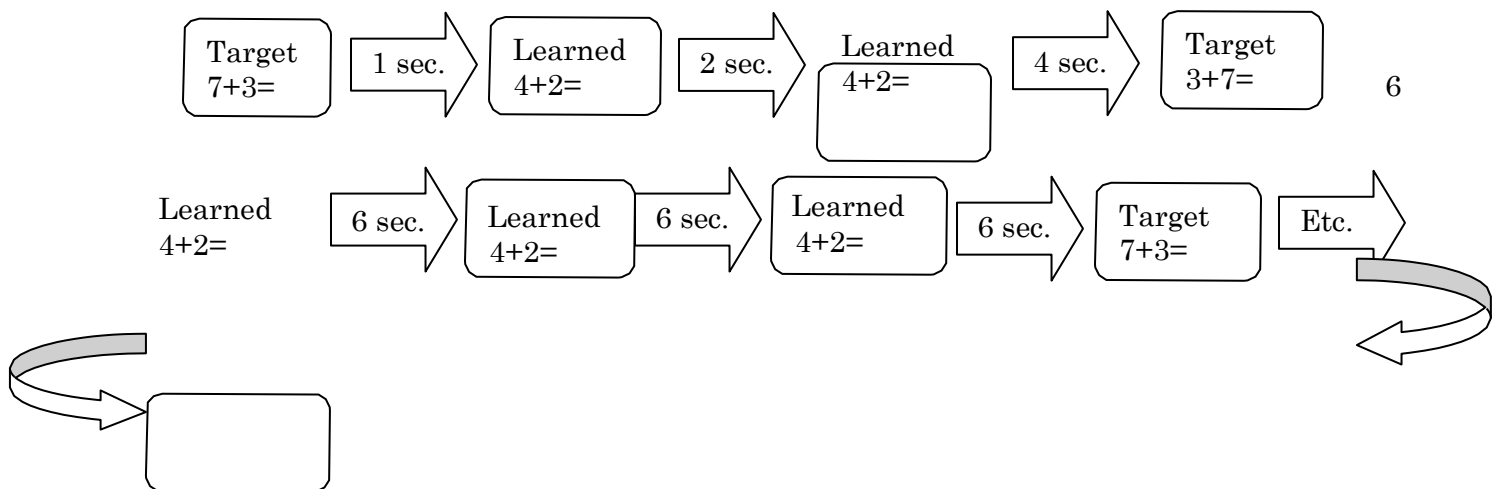 Target
7+3=
1 sec.
Learned
4+2=
2 sec.
Learned
4+2=
4 sec.
Target
3+7=
6
Learned
4+2=
6 sec.
Learned
4+2=
6 sec.
Learned
4+2=
6 sec.
Target
7+3=
Etc.